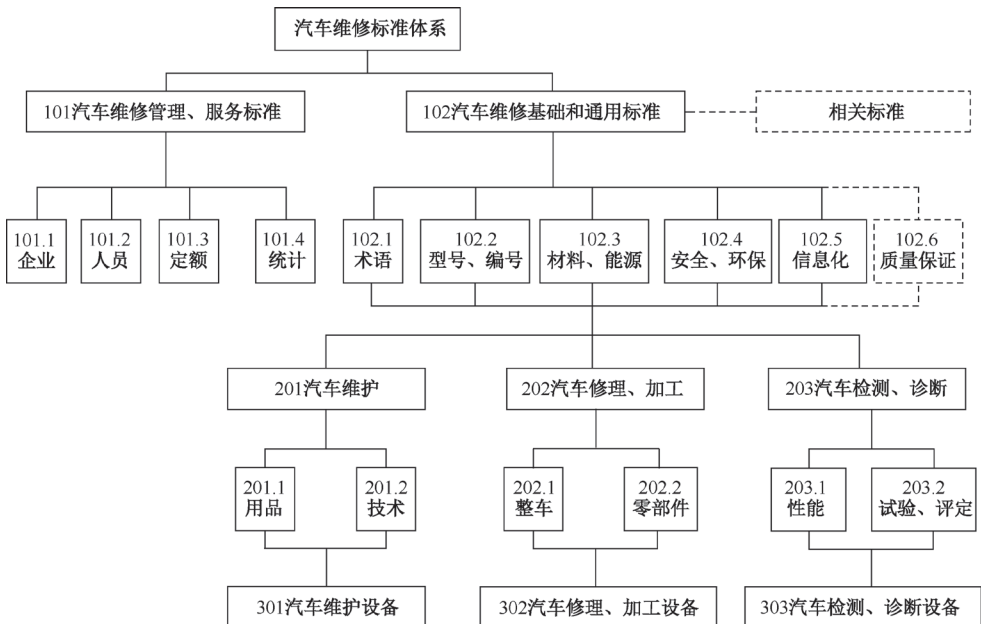 汽车维修标准体系
101汽车维修管理、服务标准
102汽车维修基础和通用标准
相关标准
101.1
企业
101.2
人员
101.3
定额
101.4
统计
102.1
术语
102.2
型号、编号
102.3
材料、能源
102.4
安全、环保
102.5
信息化
102.6
质量保证
201汽车维护
202汽车修理、加工
203汽车检测、诊断
201.1
用品
201.2
技术
202.1
整车
202.2
零部件
203.1
性能
203.2
试验、评定
301汽车维护设备
302汽车修理、加工设备
303汽车检测、诊断设备